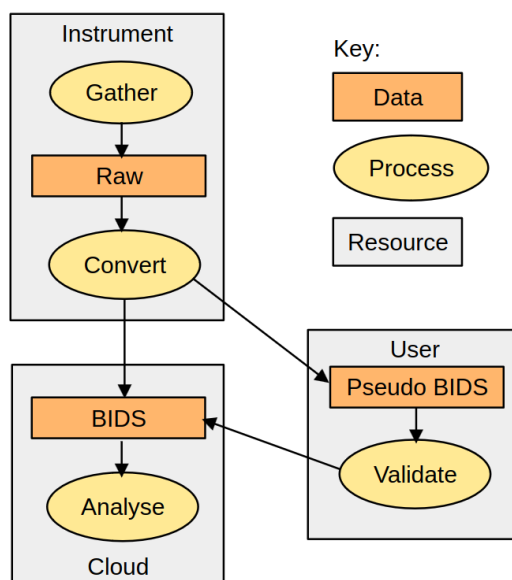 Instrument
Gather
Raw
Convert
Key:
Data
Process
Resource
User
Pseudo BIDS
Validate
BIDS
Analyse
Cloud